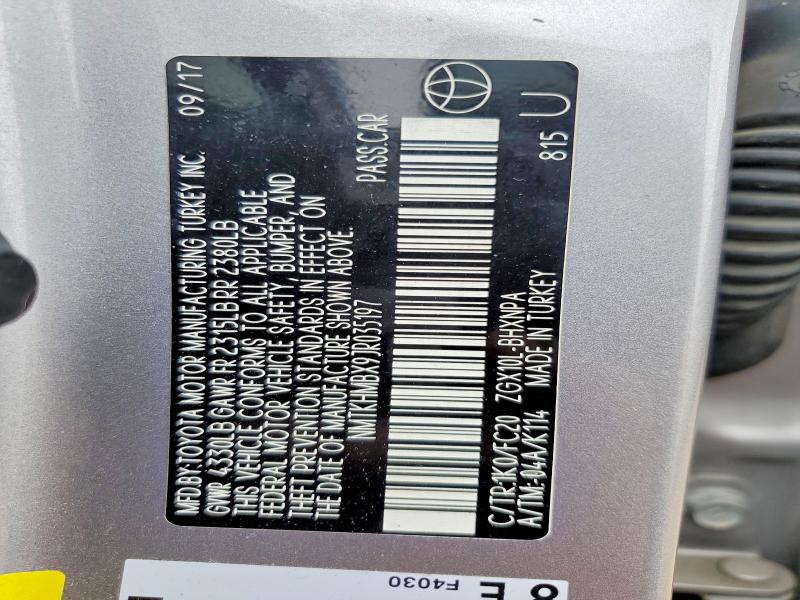 MFD.BY:TOYOTA MOTOR MANUFACTURING TURKEY INC. 09/17
GVWR 4330LB GAWR FR 2315LB RR 2380LB
THIS VEHICLE CONFORMS TO ALL APPLICABLE
FEDERAL MOTOR VEHICLE SAFETY, BUMPER, AND
THEFT PREVENTION STANDARDS IN EFFECT ON
THE DATE OF MANUFACTURE SHOWN ABOVE.
NMTKHMBX9JR035197 PASS.CAR
C/TR:1K0/FC20 ZGX10L-BHXNPA 815 U
A/TM:-04A/K114 MADE IN TURKEY
F4030